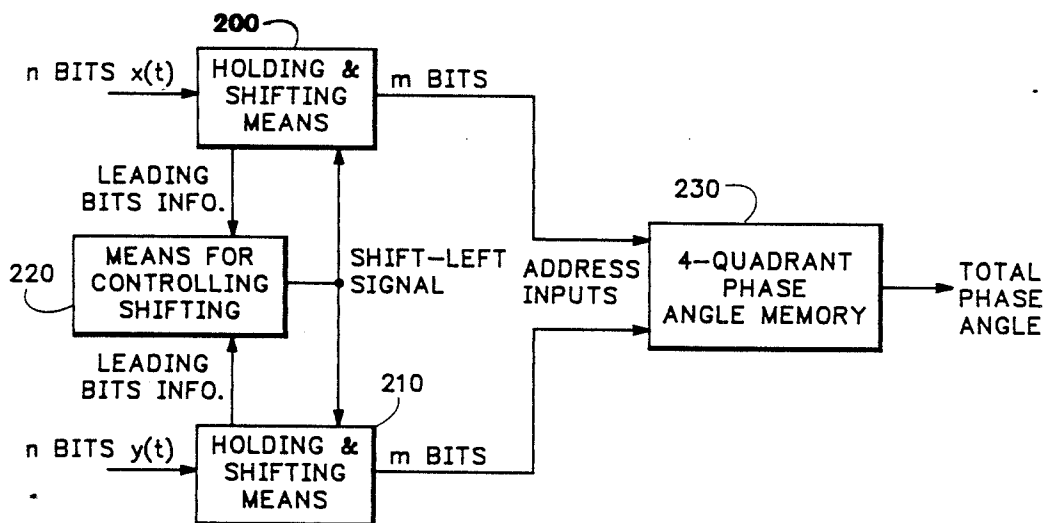 200
n BITS x(t)
HOLDING &
SHIFTING
MEANS
m BITS
LEADING
BITS INFO.
230
220
MEANS FOR
CONTROLLING
SHIFTING
SHIFT-LEFT
SIGNAL
ADDRESS
INPUTS
4-QUADRANT
PHASE
ANGLE MEMORY
TOTAL
PHASE
ANGLE
LEADING
BITS INFO.
210
n BITS y(t)
HOLDING &
SHIFTING
MEANS
m BITS